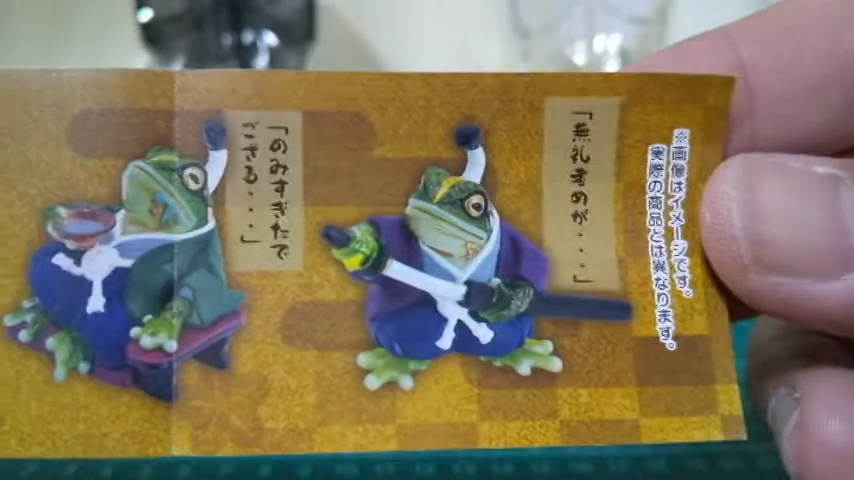 ※画像はイメージです。
実際の商品とは異なります。
「無礼者めが・・・」
「のみすぎたで
ござる・・・」